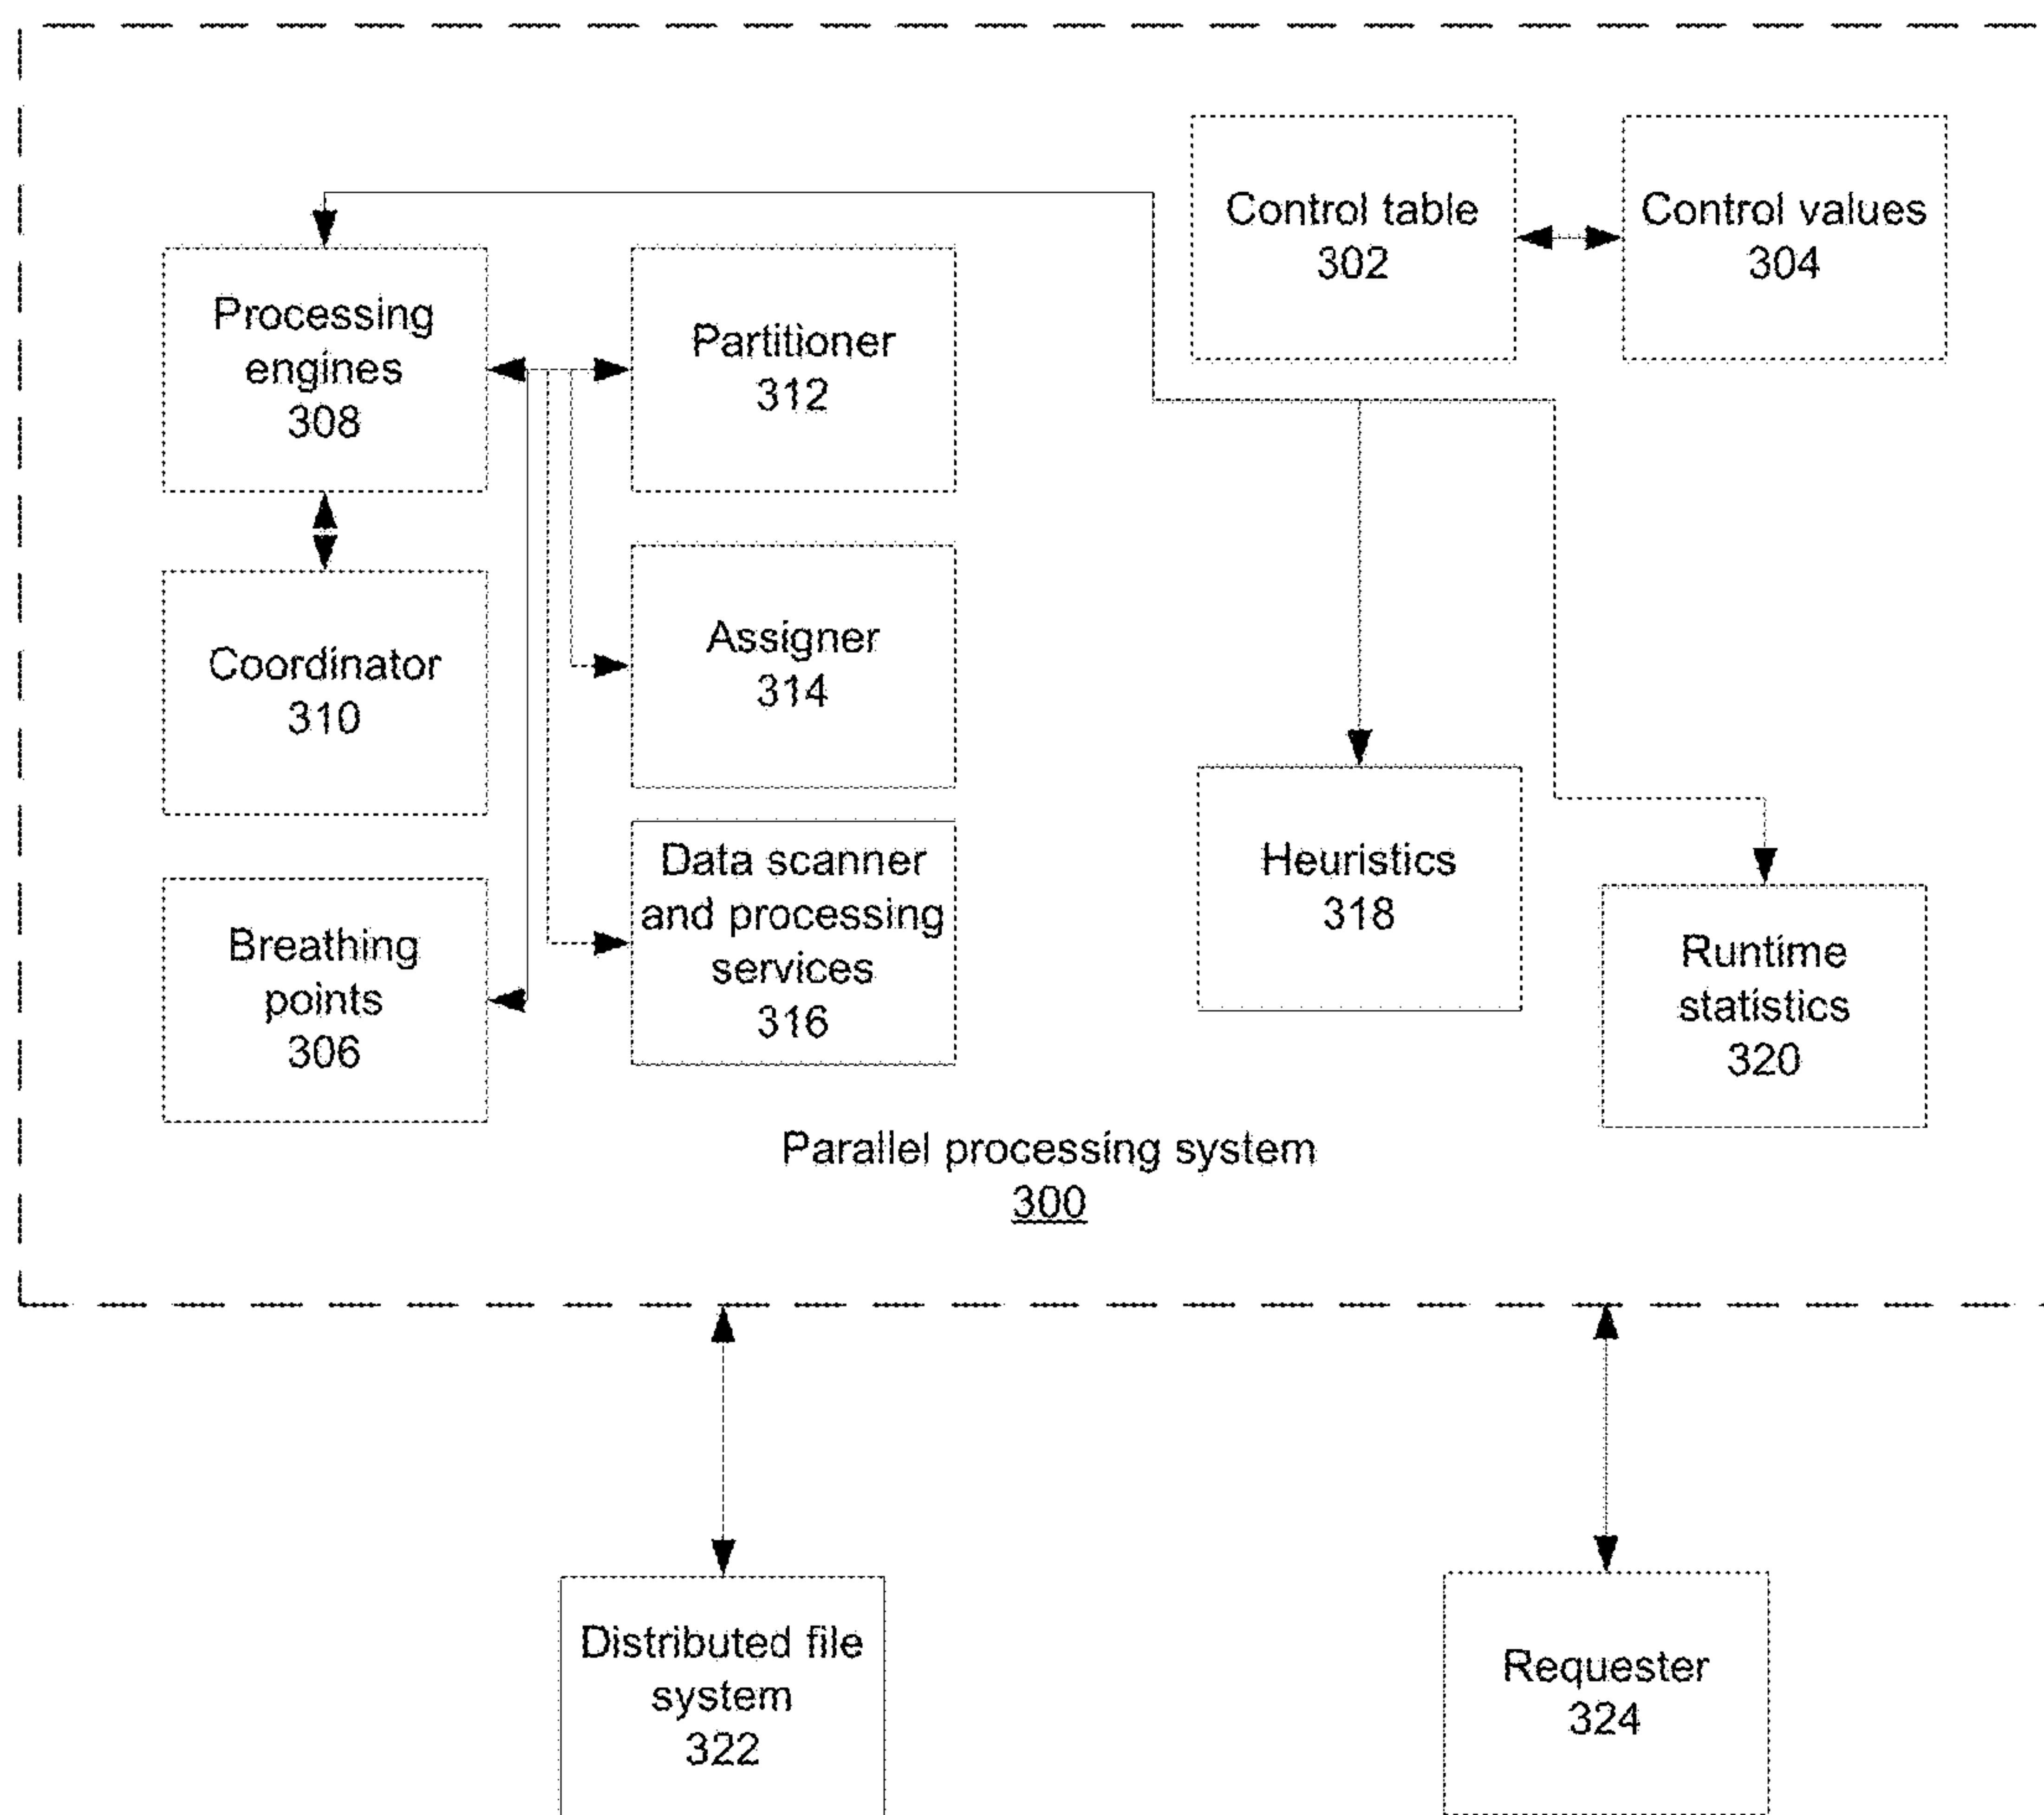 Control table
302
Control values
304
Processing
engines
308
Partitioner
312
Coordinator
310
Assigner
314
Breathing
points
306
Data scanner
and processing
services
316
Heuristics
318
Runtime
statistics
320
Parallel processing system
300
Distributed file
system
322
Requester
324